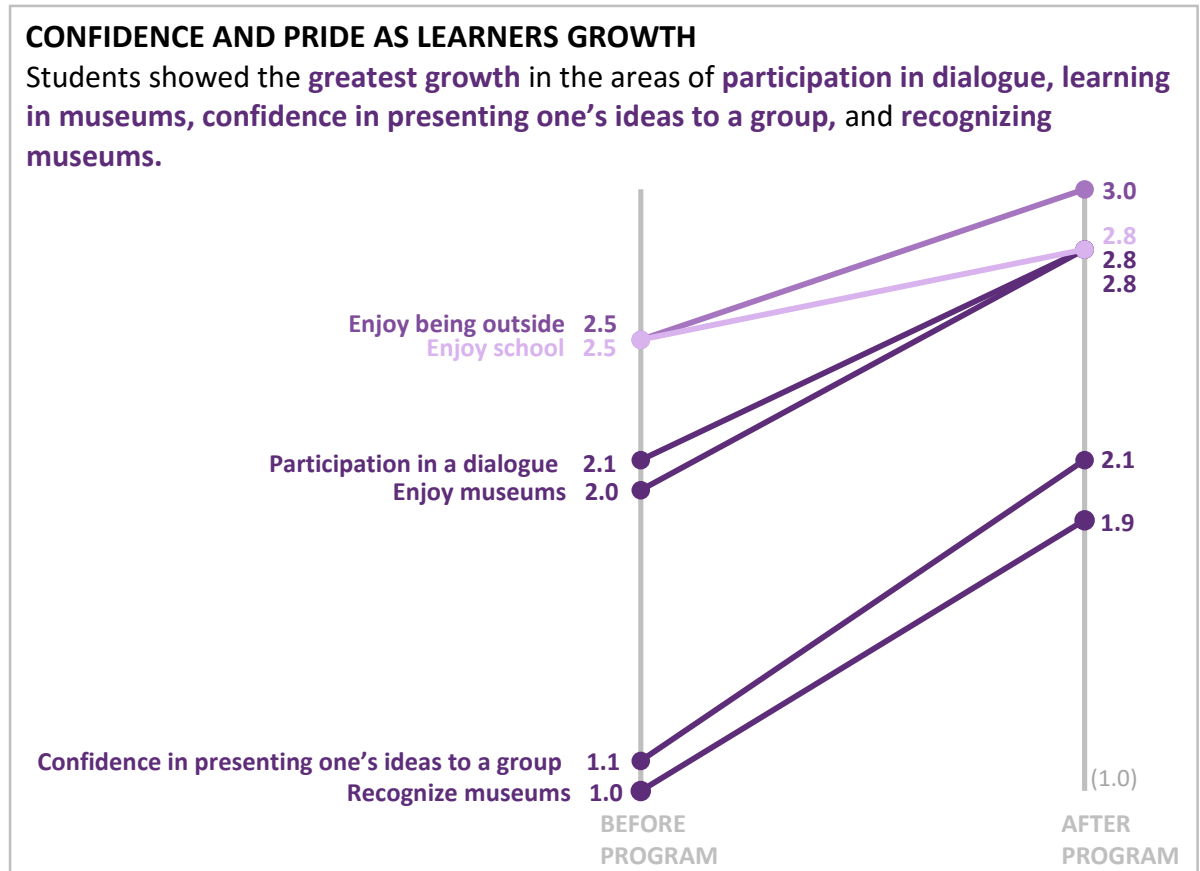 CONFIDENCE AND PRIDE AS LEARNERS GROWTH
Students showed the greatest growth in the areas of participation in dialogue, learning
in museums, confidence in presenting one’s ideas to a group, and recognizing
museums.
3.0
2.8
2.8
2.8
Enjoy being outside 2.5
Enjoy school 2.5
Participation in a dialogue 2.1
2.1
Enjoy museums 2.0
1.9
Confidence in presenting one’s ideas to a group 1.1
Recognize museums 1.0
(1.0)
BEFORE
PROGRAM
AFTER
PROGRAM